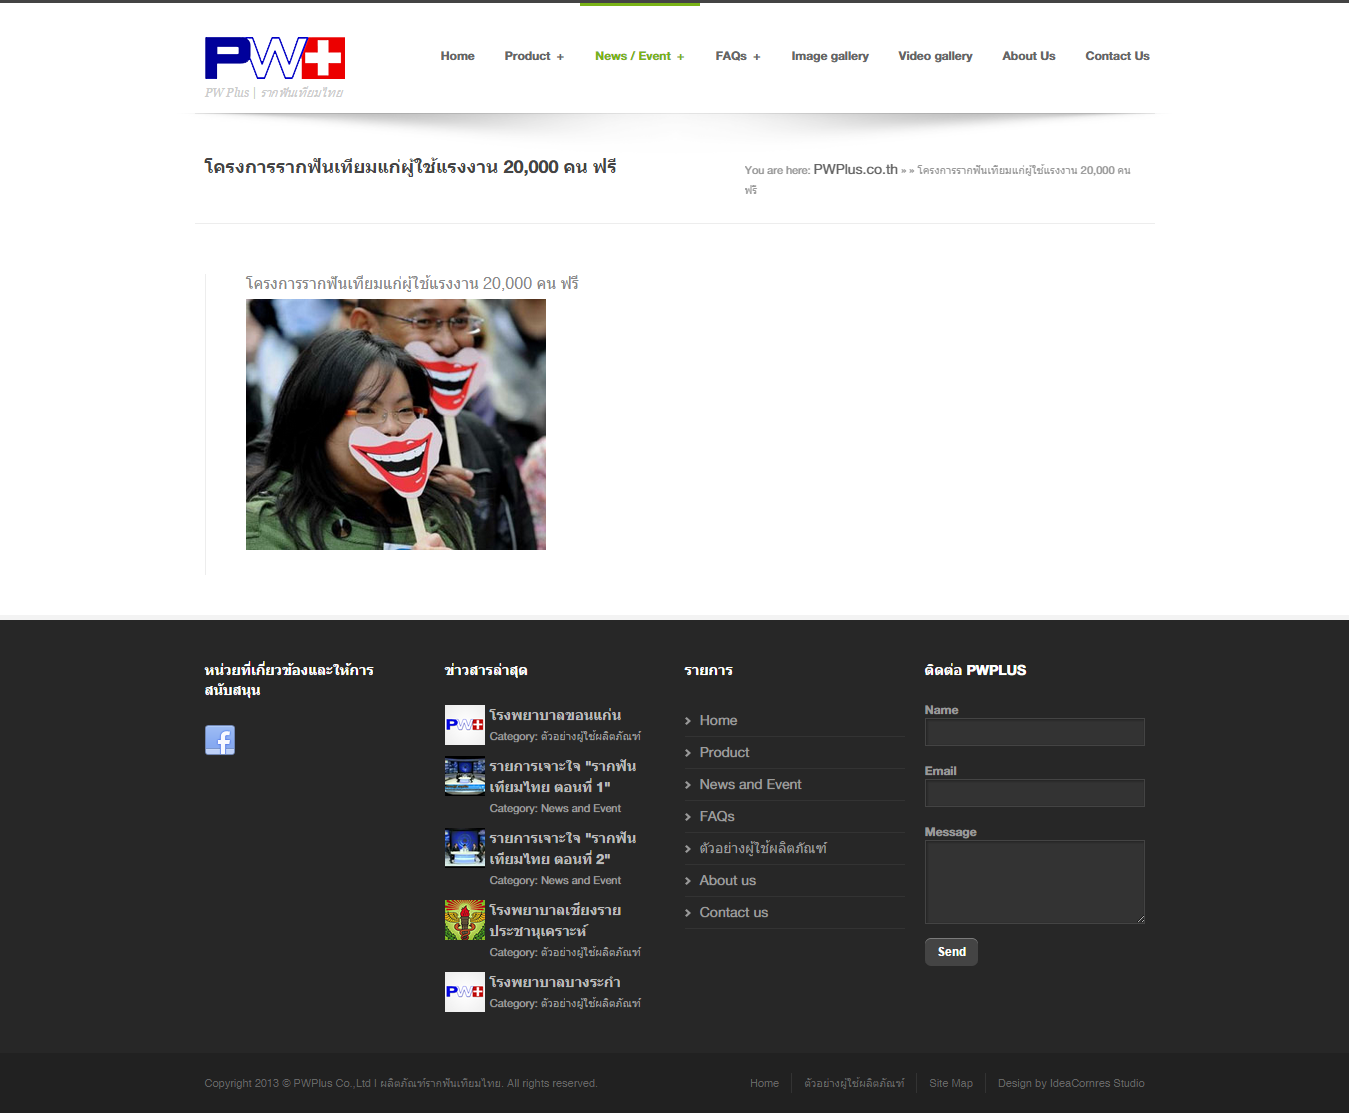 PW
PW Plus | รากฟันเทียมไทย
Home
Product +
News / Event +
FAQs +
Image gallery
Video gallery
About Us
Contact Us
โครงการรากฟันเทียมแก่ผู้ใช้แรงงาน 20,000 คน ฟรี
You are here: PWPlus.co.th » » โครงการรากฟันเทียมแก่ผู้ใช้แรงงาน 20,000 คน
ฟรี
โครงการรากฟันเทียมแก่ผู้ใช้แรงงาน 20,000 คน ฟรี
หน่วยที่เกี่ยวข้องและให้การ
สนับสนุน
ข่าวสารล่าสุด
PW
โรงพยาบาลขอนแก่น
Category: ตัวอย่างผู้ใช้ผลิตภัณฑ์
รายการเจาะใจ "รากฟัน
เทียมไทย ตอนที่ 1"
Category: News and Event
รายการเจาะใจ "รากฟัน
เทียมไทย ตอนที่ 2"
Category: News and Event
โรงพยาบาลเชียงราย
ประชานุเคราะห์
Category: ตัวอย่างผู้ใช้ผลิตภัณฑ์
PW
โรงพยาบาลบางระกำ
Category: ตัวอย่างผู้ใช้ผลิตภัณฑ์
รายการ
Home
Product
News and Event
FAQs
ตัวอย่างผู้ใช้ผลิตภัณฑ์
About us
Contact us
ติดต่อ PWPLUS
Name
Email
Message
Send
Copyright 2013 © PWPlus Co.,Ltd l ผลิตภัณฑ์รากฟันเทียมไทย. All rights reserved.
Home
ตัวอย่างผู้ใช้ผลิตภัณฑ์
Site Map
Design by IdeaCornres Studio